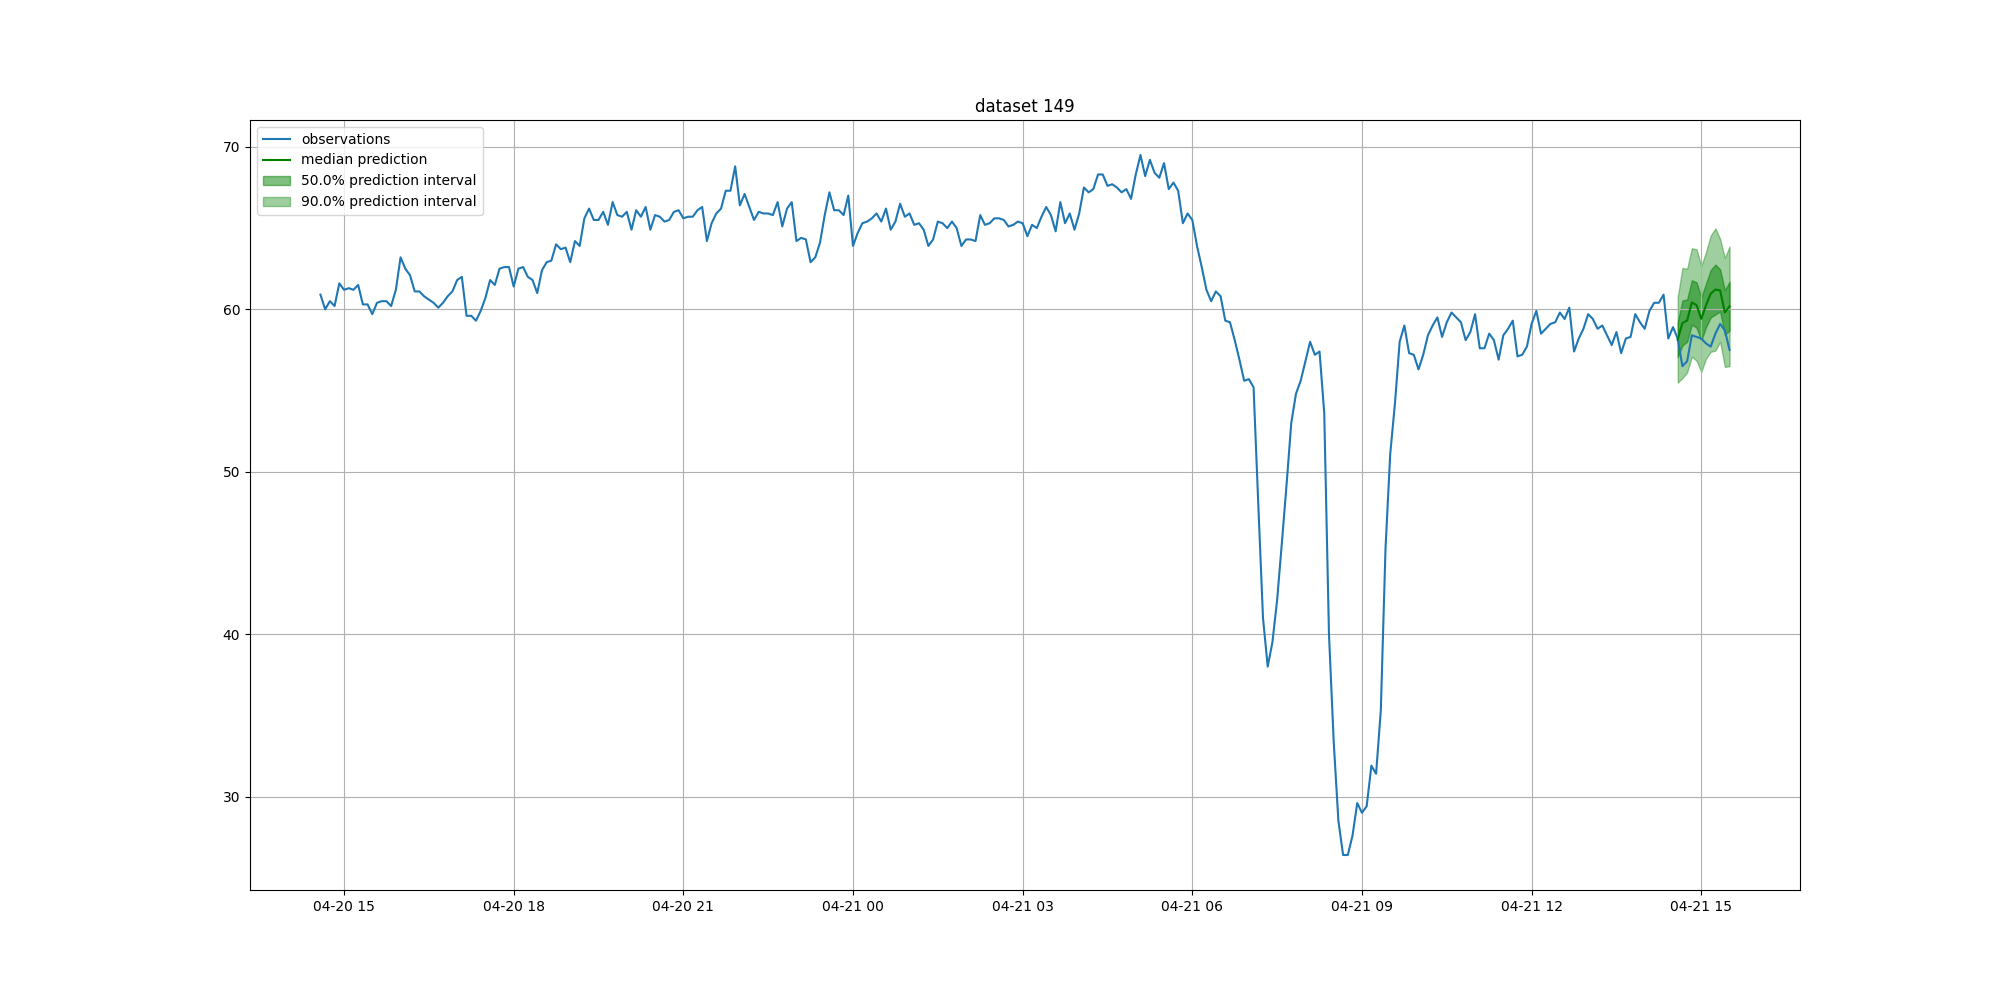 dataset 149
observations
median prediction
50.0% prediction interval
90.0% prediction interval
70
60
50
40
30
04-20 15 04-20 18 04-20 21 04-21 00 04-21 03 04-21 06 04-21 09 04-21 12 04-21 15